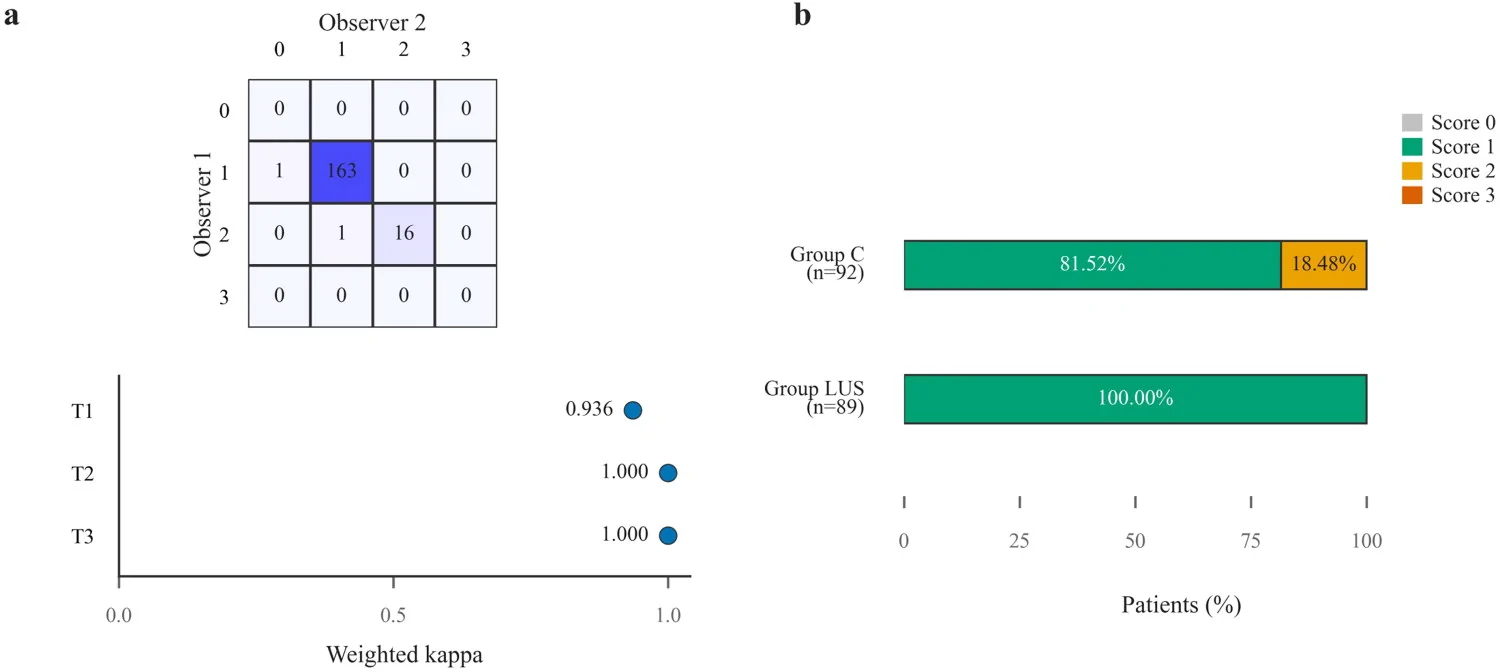 a
Observer 2
0 1 2 3
Observer 1
0 0 0 0 0
1 1 163 0 0
2 0 1 16 0
3 0 0 0 0
T1 0.936
T2 1.000
T3 1.000
0.0 0.5 1.0
Weighted kappa
b
Score 0
Score 1
Score 2
Score 3
Group C
(n=92)
81.52% 18.48%
Group LUS
(n=89)
100.00%
0 25 50 75 100
Patients (%)